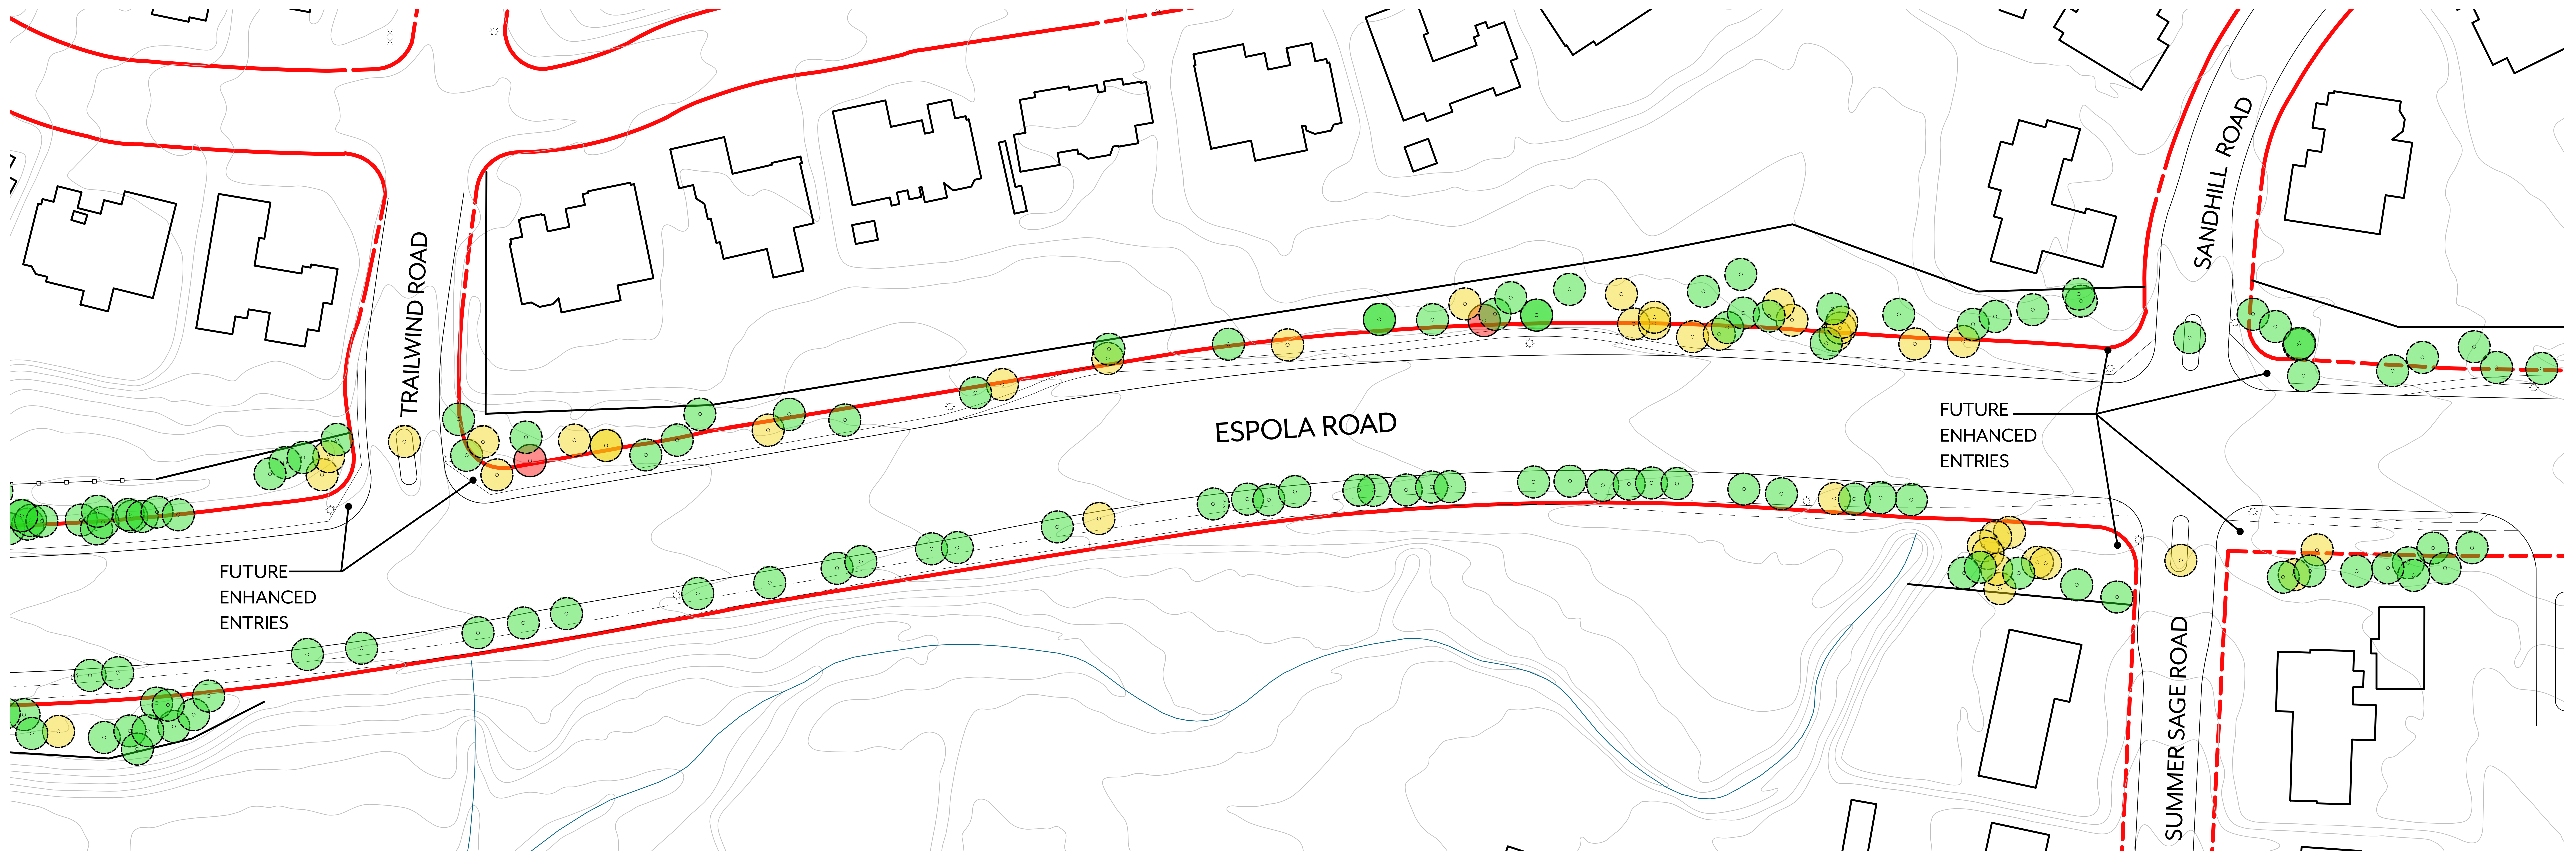 TRAILWIND ROAD
SANDHILL ROAD
ESPOLA ROAD
FUTURE
ENHANCED
ENTRIES
FUTURE
ENHANCED
ENTRIES
SUMMER SAGE ROAD